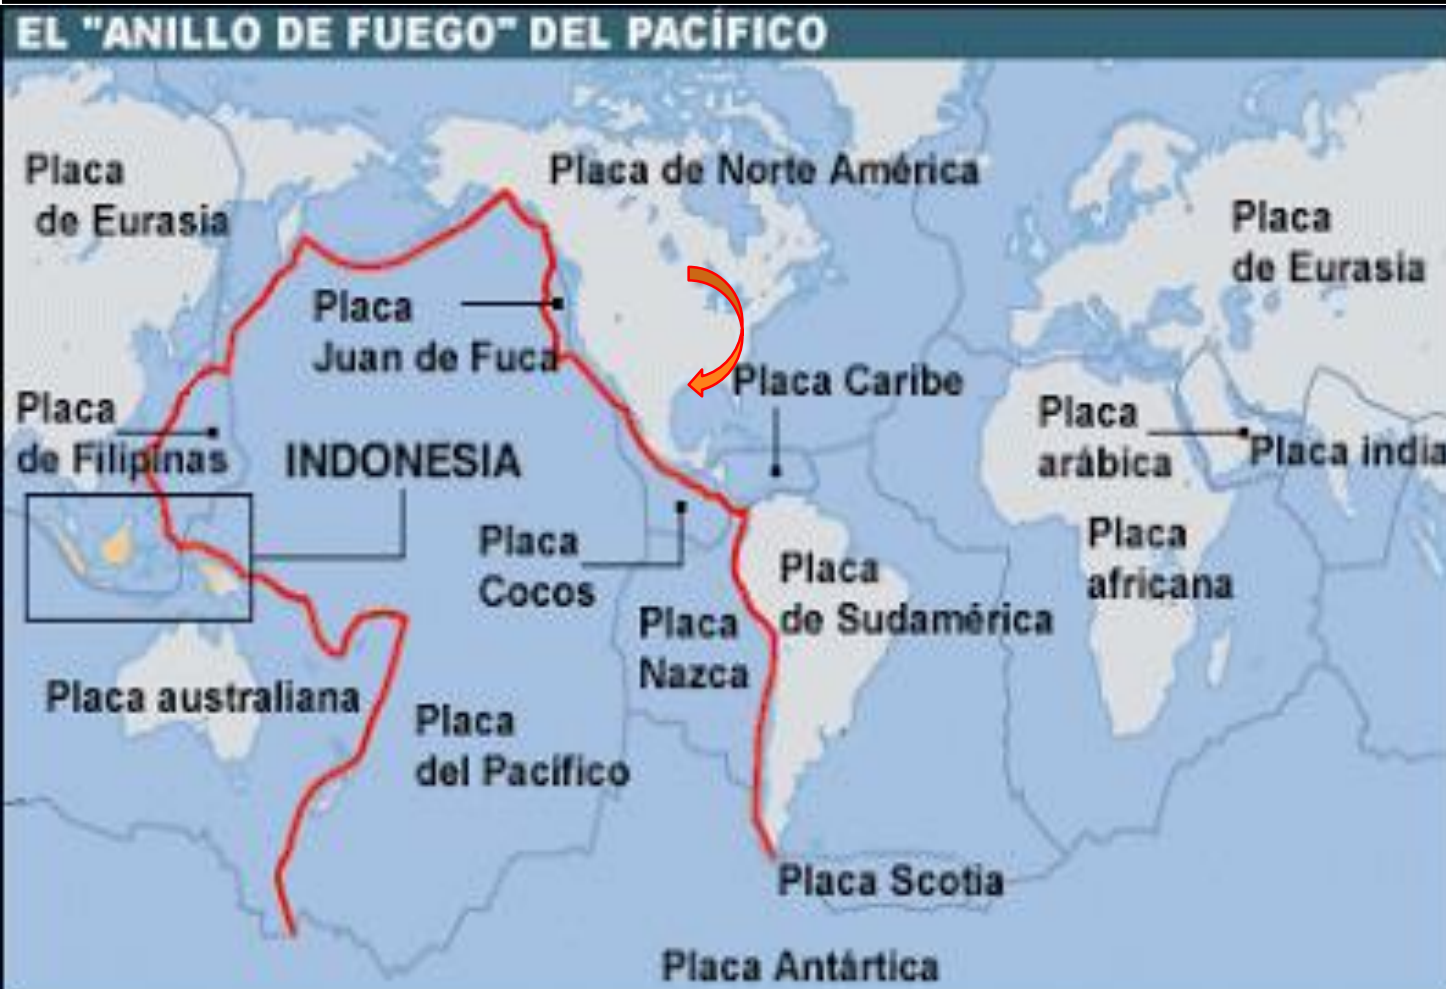 EL "ANILLO DE FUEGO" DEL PACÍFICO
Placa
de Eurasia
Placa de Norte América
Placa
de Eurasia
Placa
Juan de Fuca
Placa Caribe
Placa
de Filipinas
INDONESIA
Placa
arábica
Placa india
Placa
Cocos
Placa
africana
Placa
de Sudamérica
Placa
Nazca
Placa australiana
Placa
del Pacífico
Placa Scotia
Placa Antártica